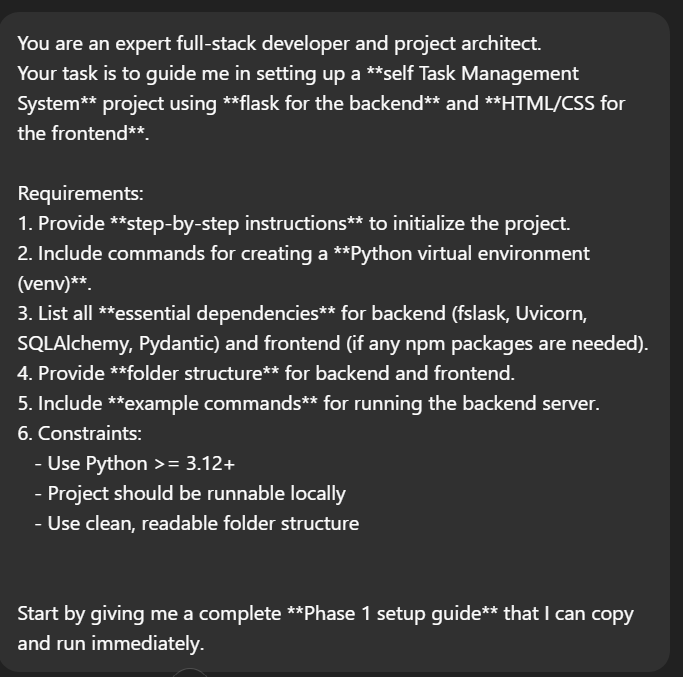 You are an expert full-stack developer and project architect.
Your task is to guide me in setting up a **self Task Management
System** project using **flask for the backend** and **HTML/CSS for
the frontend**.
Requirements:
1. Provide **step-by-step instructions** to initialize the project.
2. Include commands for creating a **Python virtual environment
(venv)**.
3. List all **essential dependencies** for backend (fslask, Uvicorn,
SQLAlchemy, Pydantic) and frontend (if any npm packages are needed).
4. Provide **folder structure** for backend and frontend.
5. Include **example commands** for running the backend server.
6. Constraints:
- Use Python >= 3.12+
- Project should be runnable locally
- Use clean, readable folder structure
Start by giving me a complete **Phase 1 setup guide** that I can copy
and run immediately.